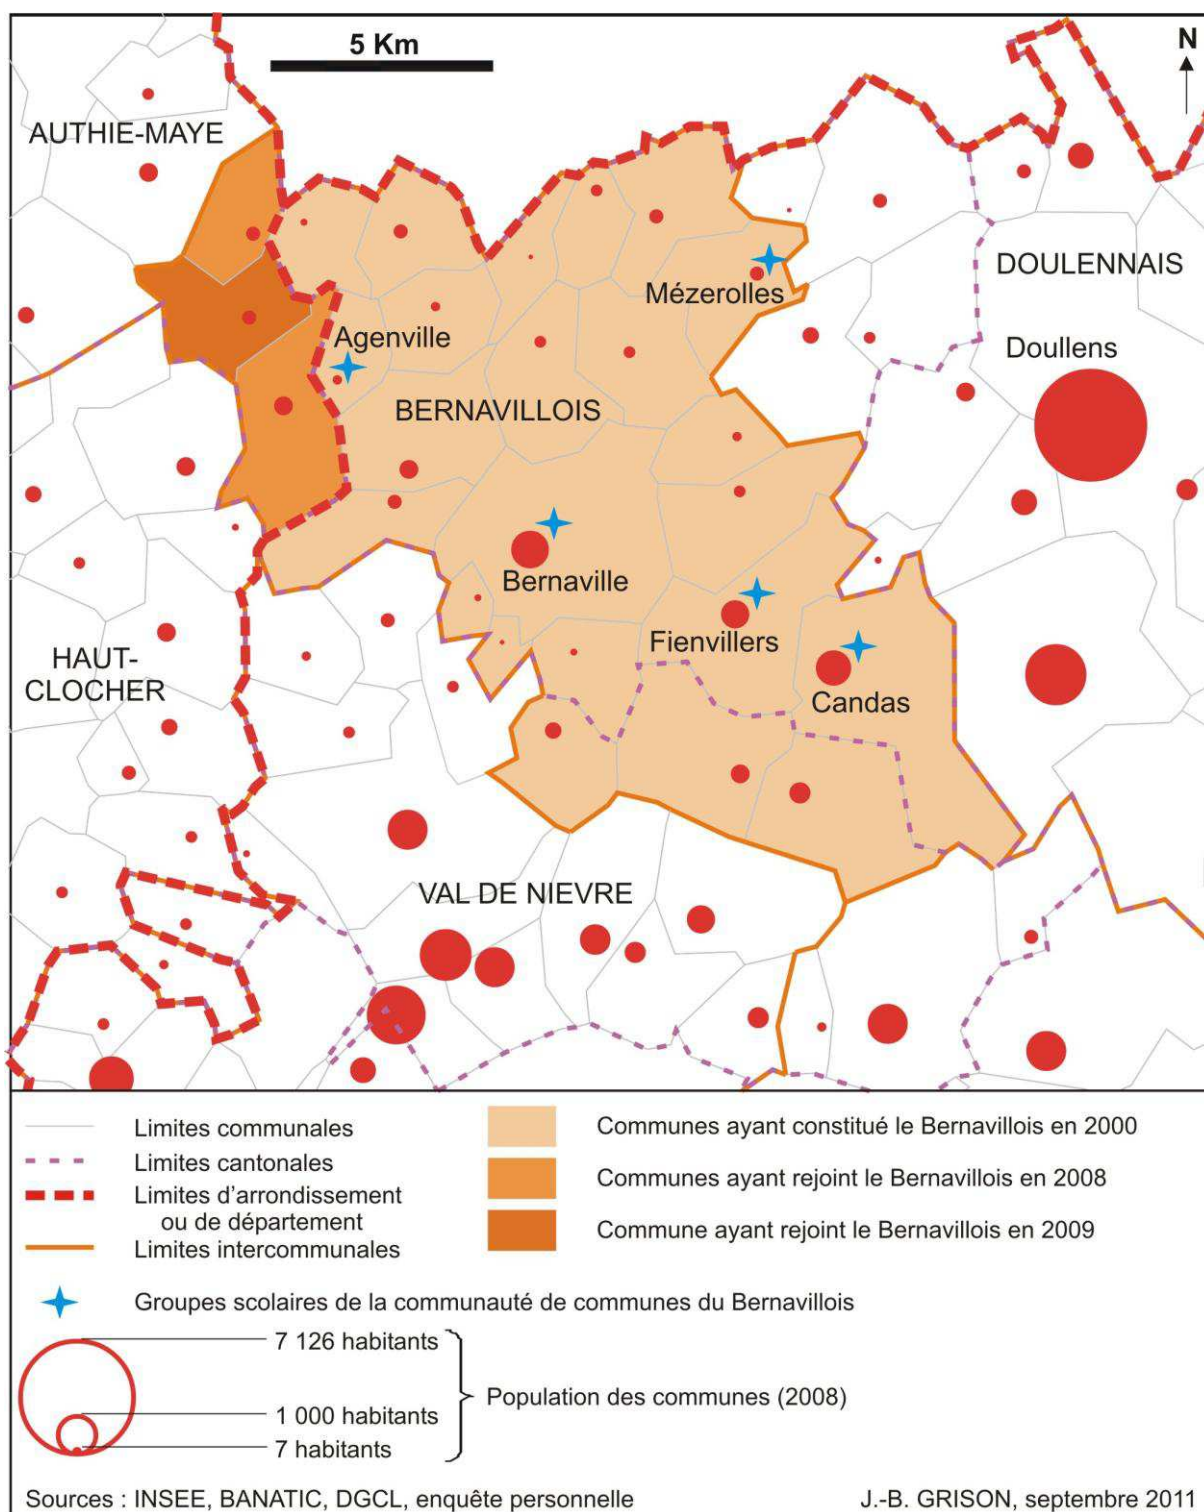 5 Km
N
AUTHIE-MAYE
DOULENNAIS
Mézerolles
Agenville
Doullens
BERNAVILLOIS
Bernaville
Fienvillers
HAUT-
CLOCHER
Candas
VAL DE NIEVRE
Limites communales
Limites cantonales
Limites d'arrondissement
ou de département
Limites intercommunales
Communes ayant constitué le Bernavillois en 2000
Communes ayant rejoint le Bernavillois en 2008
Commune ayant rejoint le Bernavillois en 2009
Groupes scolaires de la communauté de communes du Bernavillois
7 126 habitants
1 000 habitants
7 habitants
Population des communes (2008)
Sources : INSEE, BANATIC, DGCL, enquête personnelle
J.-B. GRISON, septembre 2011